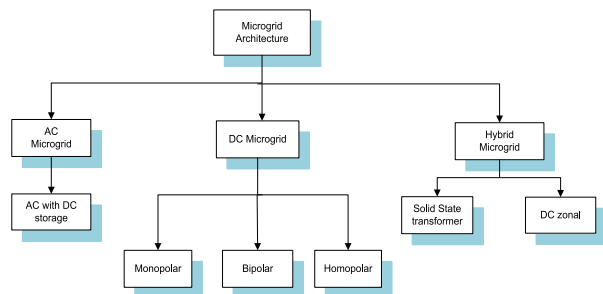 Microgrid
Architecture
AC
Microgrid
DC Microgrid
Hybrid
Microgrid
AC with DC
storage
Solid State
transformer
DC zonal
Monopolar
Bipolar
Homopolar